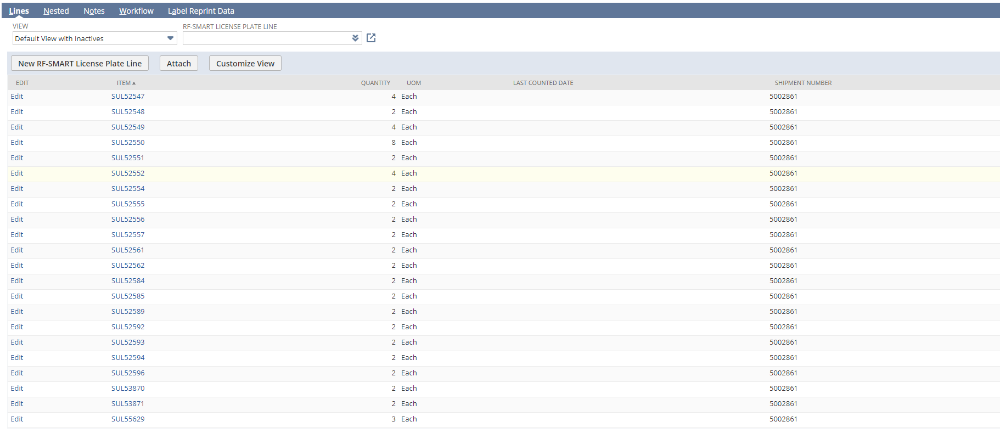 Lines Nested Notes Workflow Label Reprint Data
VIEW RF-SMART LICENSE PLATE LINE
Default View with Inactives
New RF-SMART License Plate Line Attach Customize View
EDIT ITEM ▲ QUANTITY UOM LAST COUNTED DATE SHIPMENT NUMBER
Edit SUL52547 4 Each 5002861
Edit SUL52548 2 Each 5002861
Edit SUL52549 4 Each 5002861
Edit SUL52550 8 Each 5002861
Edit SUL52551 2 Each 5002861
Edit SUL52552 4 Each 5002861
Edit SUL52554 2 Each 5002861
Edit SUL52555 2 Each 5002861
Edit SUL52556 2 Each 5002861
Edit SUL52557 2 Each 5002861
Edit SUL52561 2 Each 5002861
Edit SUL52562 2 Each 5002861
Edit SUL52584 2 Each 5002861
Edit SUL52585 2 Each 5002861
Edit SUL52589 2 Each 5002861
Edit SUL52592 2 Each 5002861
Edit SUL52593 2 Each 5002861
Edit SUL52594 2 Each 5002861
Edit SUL52596 2 Each 5002861
Edit SUL53870 2 Each 5002861
Edit SUL53871 2 Each 5002861
Edit SUL55629 3 Each 5002861